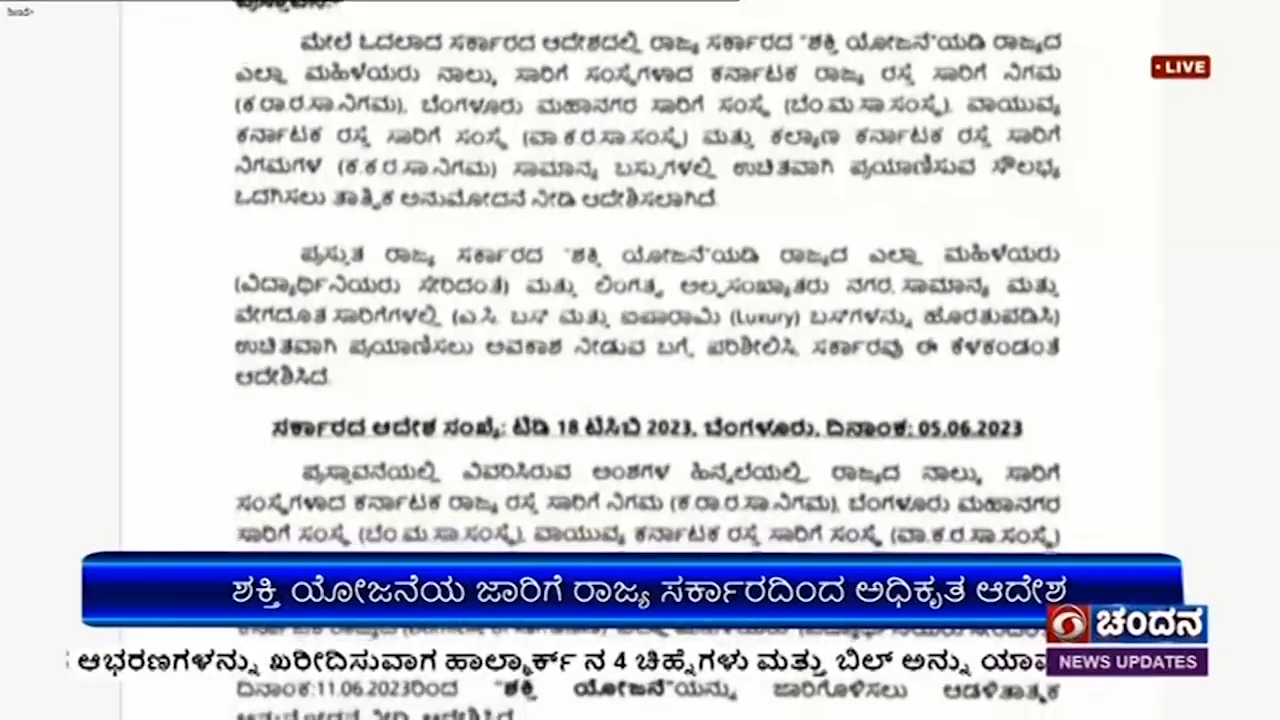 ಮೇಲೆ ಓದಲಾದ ಸರ್ಕಾರದ ಆದೇಶದಲ್ಲಿ ರಾಜ್ಯ ಸರ್ಕಾರದ "ಶಕ್ತಿ ಯೋಜನೆ"ಯಡಿ ರಾಜ್ಯದ
ಎಲ್ಲಾ ಮಹಿಳೆಯರು ನಾಲ್ಕು ಸಾರಿಗೆ ಸಂಸ್ಥೆಗಳಾದ ಕರ್ನಾಟಕ ರಾಜ್ಯ ರಸ್ತೆ ಸಾರಿಗೆ ನಿಗಮ
(ಕ.ರಾ.ರ.ಸಾ.ನಿಗಮ), ಬೆಂಗಳೂರು ಮಹಾನಗರ ಸಾರಿಗೆ ಸಂಸ್ಥೆ (ಬೆಂ.ಮ.ಸಾ.ಸಂಸ್ಥೆ), ವಾಯುವ್ಯ
ಕರ್ನಾಟಕ ರಸ್ತೆ ಸಾರಿಗೆ ಸಂಸ್ಥೆ (ವಾ.ಕ.ರ.ಸಾ.ಸಂಸ್ಥೆ) ಮತ್ತು ಕಲ್ಯಾಣ ಕರ್ನಾಟಕ ರಸ್ತೆ ಸಾರಿಗೆ
ನಿಗಮಗಳ (ಕ.ಕ.ರ.ಸಾ.ನಿಗಮ) ಸಾಮಾನ್ಯ ಬಸ್ಸುಗಳಲ್ಲಿ ಉಚಿತವಾಗಿ ಪ್ರಯಾಣಿಸುವ ಸೌಲಭ್ಯ
ಒದಗಿಸಲು ತಾತ್ವಿಕ ಅನುಮೋದನೆ ನೀಡಿ ಆದೇಶಿಸಲಾಗಿದೆ.
ಪ್ರಸ್ತುತ ರಾಜ್ಯ ಸರ್ಕಾರದ "ಶಕ್ತಿ ಯೋಜನೆ"ಯಡಿ ರಾಜ್ಯದ ಎಲ್ಲಾ ಮಹಿಳೆಯರು
(ವಿದ್ಯಾರ್ಥಿನಿಯರು ಸೇರಿದಂತೆ) ಮತ್ತು ಲಿಂಗತ್ವ ಅಲ್ಪಸಂಖ್ಯಾತರು ನಗರ, ಸಾಮಾನ್ಯ ಮತ್ತು
ವೇಗದೂತ ಸಾರಿಗೆಗಳಲ್ಲಿ (ಎ.ಸಿ. ಬಸ್ ಮತ್ತು ಐಷಾರಾಮಿ (Luxury) ಬಸ್‌ಗಳನ್ನು ಹೊರತುಪಡಿಸಿ)
ಉಚಿತವಾಗಿ ಪ್ರಯಾಣಿಸಲು ಅವಕಾಶ ನೀಡುವ ಬಗ್ಗೆ ಪರಿಶೀಲಿಸಿ, ಸರ್ಕಾರವು ಈ ಕೆಳಕಂಡಂತೆ
ಆದೇಶಿಸಿದೆ.
ಸರ್ಕಾರದ ಆದೇಶ ಸಂಖ್ಯೆ: ಟಿಡಿ 18 ಟಿಸಿಬಿ 2023, ಬೆಂಗಳೂರು, ದಿನಾಂಕ: 05.06.2023
ಪ್ರಸ್ತಾವನೆಯಲ್ಲಿ ವಿವರಿಸಿರುವ ಅಂಶಗಳ ಹಿನ್ನೆಲೆಯಲ್ಲಿ, ರಾಜ್ಯದ ನಾಲ್ಕು ಸಾರಿಗೆ
ಸಂಸ್ಥೆಗಳಾದ ಕರ್ನಾಟಕ ರಾಜ್ಯ ರಸ್ತೆ ಸಾರಿಗೆ ನಿಗಮ (ಕ.ರಾ.ರ.ಸಾ.ನಿಗಮ), ಬೆಂಗಳೂರು ಮಹಾನಗರ
ಸಾರಿಗೆ ಸಂಸ್ಥೆ (ಬೆಂ.ಮ.ಸಾ.ಸಂಸ್ಥೆ), ವಾಯುವ್ಯ ಕರ್ನಾಟಕ ರಸ್ತೆ ಸಾರಿಗೆ ಸಂಸ್ಥೆ (ವಾ.ಕ.ರ.ಸಾ.ಸಂಸ್ಥೆ)
• LIVE
ಶಕ್ತಿ ಯೋಜನೆಯ ಜಾರಿಗೆ ರಾಜ್ಯ ಸರ್ಕಾರದಿಂದ ಅಧಿಕೃತ ಆದೇಶ
ಚಂದನ
NEWS UPDATES
ಆಭರಣಗಳನ್ನು ಖರೀದಿಸುವಾಗ ಹಾಲ್ಮಾರ್ಕ್ ನ 4 ಚಿಹ್ನೆಗಳು ಮತ್ತು ಬಿಲ್ ಅನ್ನು
ದಿನಾಂಕ:11.06.2023ರಿಂದ "ಶಕ್ತಿ ಯೋಜನೆ"ಯನ್ನು ಜಾರಿಗೊಳಿಸಲು ಆಡಳಿತಾತ್ಮಕ